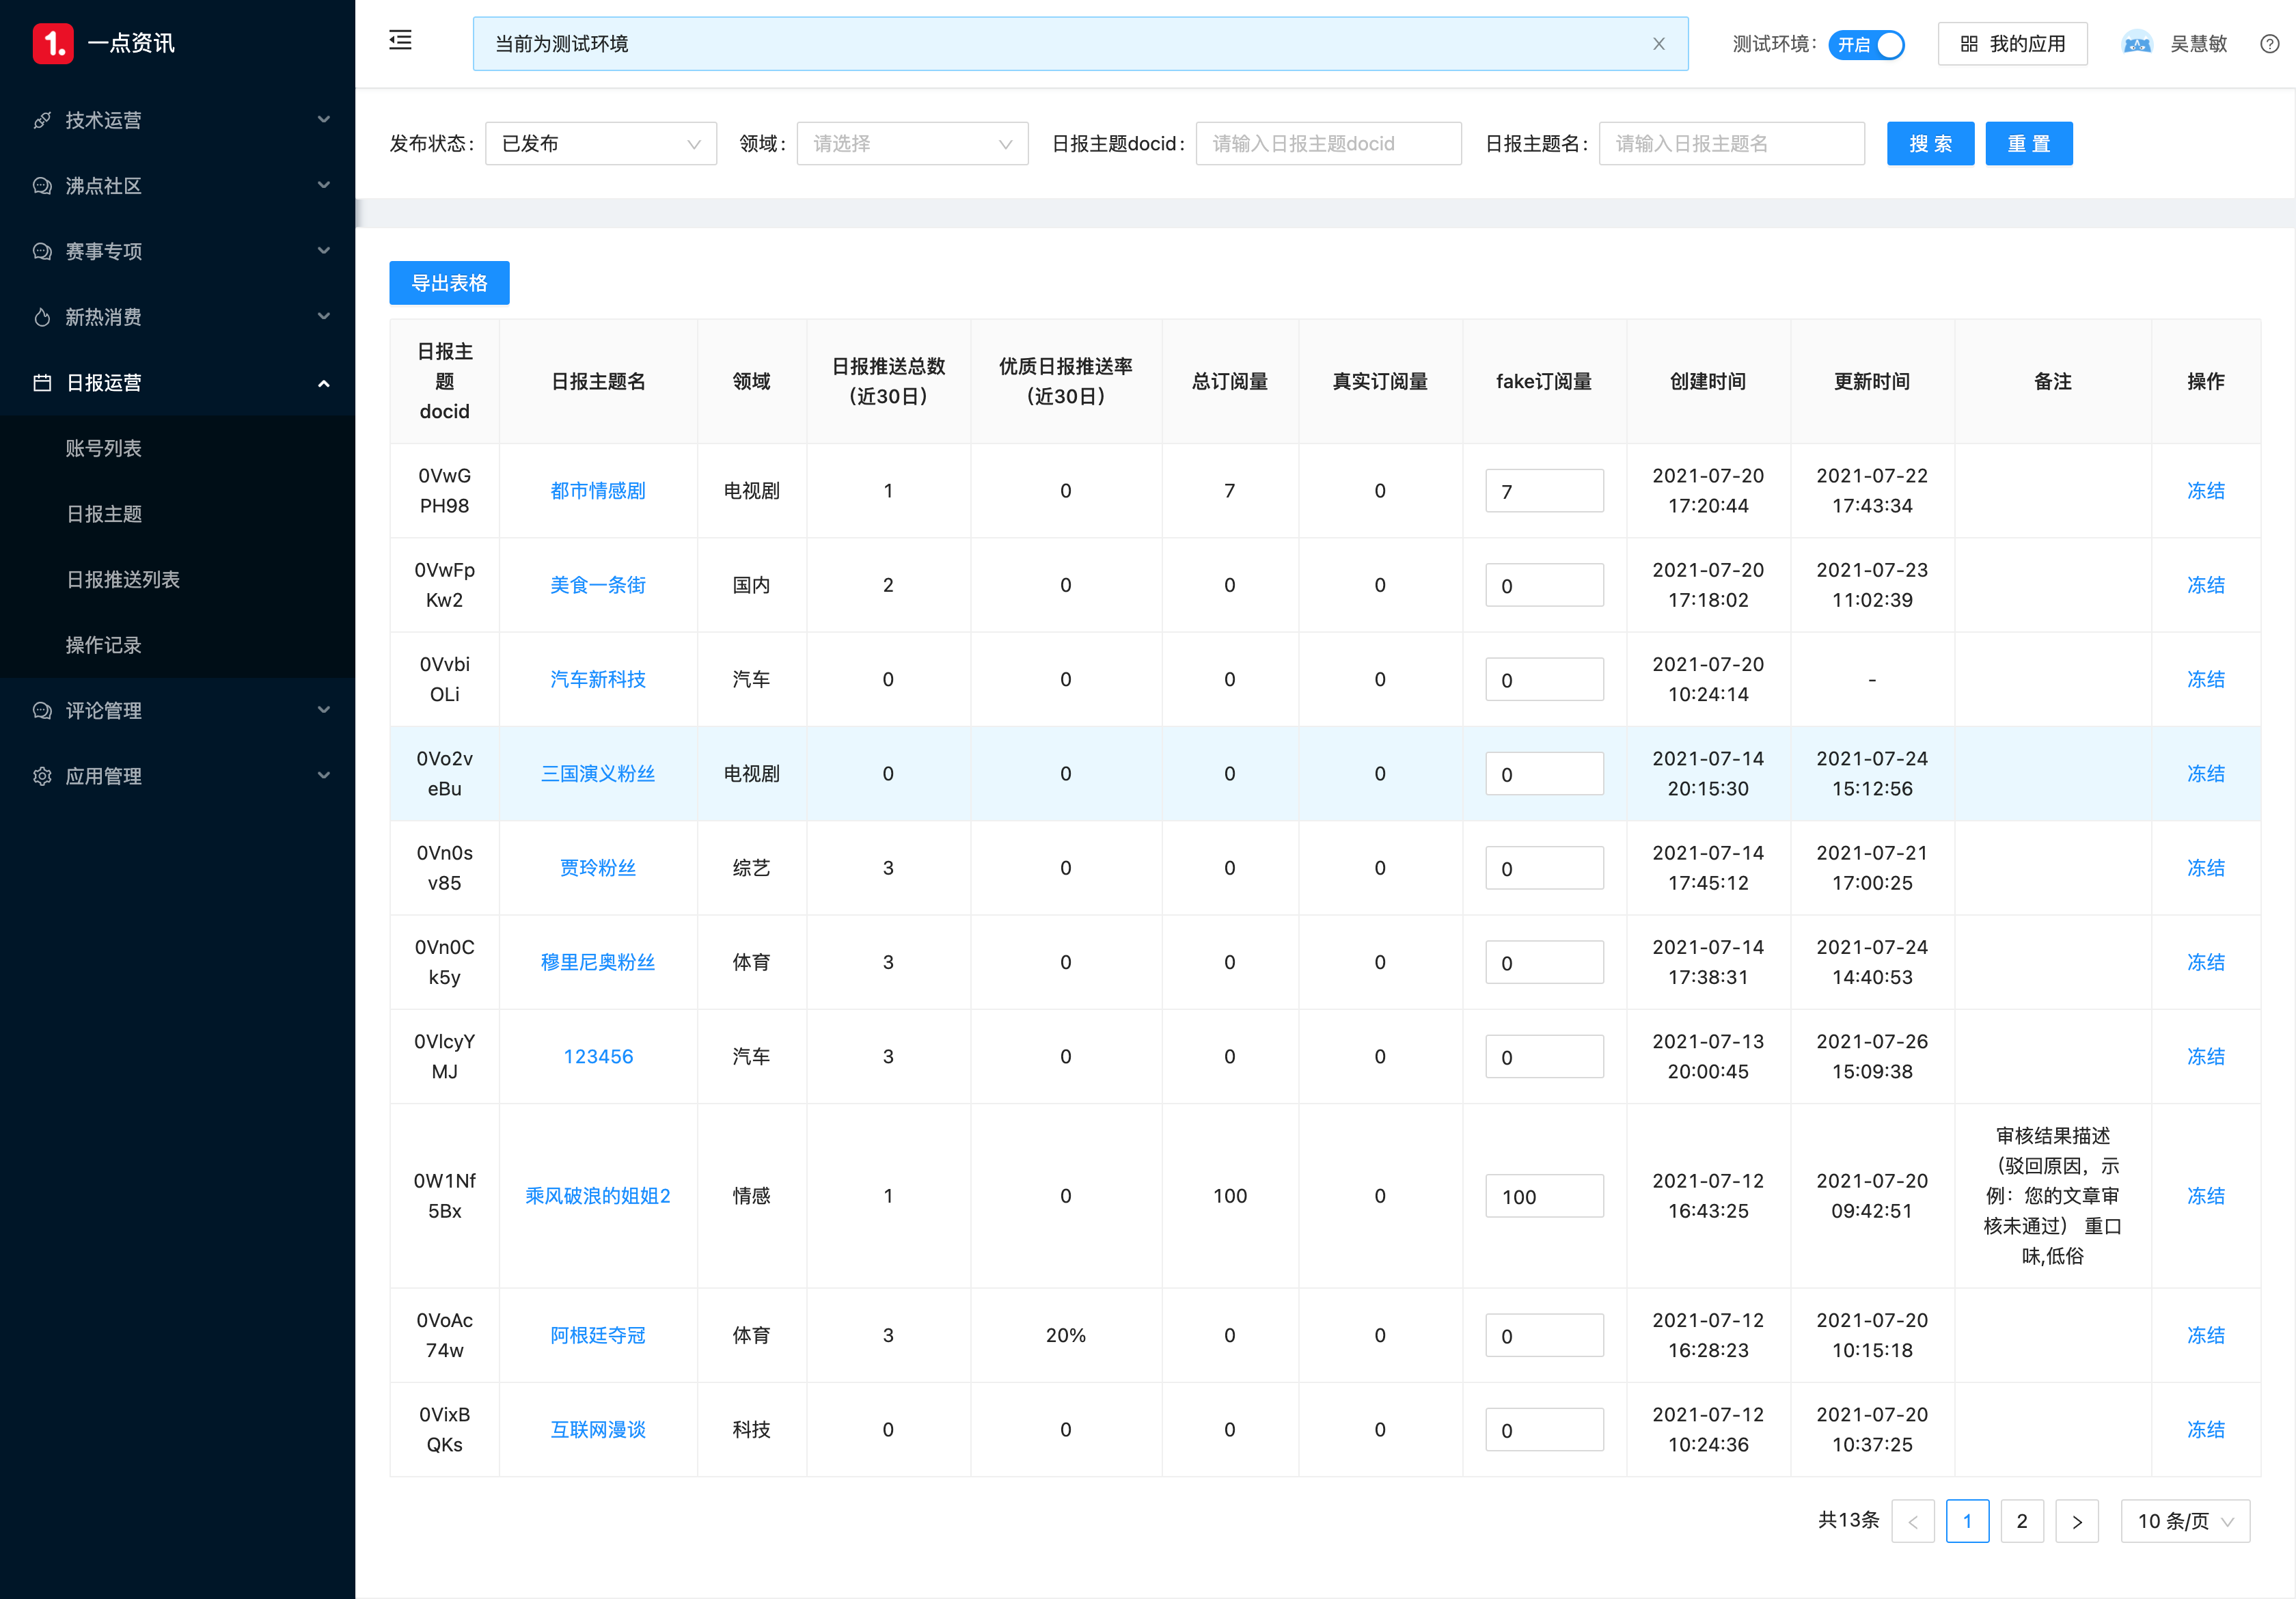 1. 一点资讯
技术运营
沸点社区
赛事专项
新热消费
日报运营
账号列表
日报主题
日报推送列表
操作记录
评论管理
应用管理
当前为测试环境
测试环境: 开启
我的应用
吴慧敏
发布状态: 已发布
领域: 请选择
日报主题docid: 请输入日报主题docid
日报主题名: 请输入日报主题名
搜 索
重 置
导出表格
日报主
题
docid
日报主题名
领域
日报推送总数
（近30日）
优质日报推送率
（近30日）
总订阅量
真实订阅量
fake订阅量
创建时间
更新时间
备注
操作
0VwG
PH98
都市情感剧
电视剧
1
0
7
0
7
2021-07-20
17:20:44
2021-07-22
17:43:34
冻结
0VwFp
Kw2
美食一条街
国内
2
0
0
0
0
2021-07-20
17:18:02
2021-07-23
11:02:39
冻结
0Vvbi
OLi
汽车新科技
汽车
0
0
0
0
0
2021-07-20
10:24:14
-
冻结
0Vo2v
eBu
三国演义粉丝
电视剧
0
0
0
0
0
2021-07-14
20:15:30
2021-07-24
15:12:56
冻结
0Vn0s
v85
贾玲粉丝
综艺
3
0
0
0
0
2021-07-14
17:45:12
2021-07-21
17:00:25
冻结
0Vn0C
k5y
穆里尼奥粉丝
体育
3
0
0
0
0
2021-07-14
17:38:31
2021-07-24
14:40:53
冻结
0VlcyY
MJ
123456
汽车
3
0
0
0
0
2021-07-13
20:00:45
2021-07-26
15:09:38
冻结
0W1Nf
5Bx
乘风破浪的姐姐2
情感
1
0
100
0
100
2021-07-12
16:43:25
2021-07-20
09:42:51
审核结果描述
（驳回原因，示
例：您的文章审
核未通过） 重口
味,低俗
冻结
0VoAc
74w
阿根廷夺冠
体育
3
20%
0
0
0
2021-07-12
16:28:23
2021-07-20
10:15:18
冻结
0VixB
QKs
互联网漫谈
科技
0
0
0
0
0
2021-07-12
10:24:36
2021-07-20
10:37:25
冻结
共13条 < 1 2 > 10 条/页